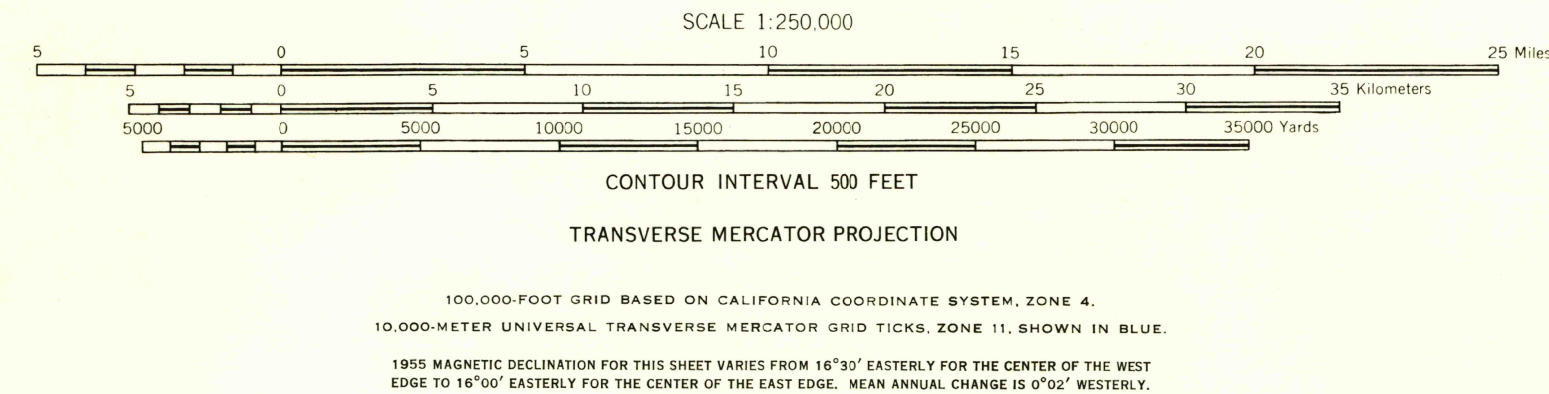 SCALE 1:250,000
5 0 5 10 15 20 25 Miles
5 0 5 10 15 20 25 30 35 Kilometers
5000 0 5000 10000 15000 20000 25000 30000 35000 Yards
CONTOUR INTERVAL 500 FEET
TRANSVERSE MERCATOR PROJECTION
100,000-FOOT GRID BASED ON CALIFORNIA COORDINATE SYSTEM, ZONE 4.
10,000-METER UNIVERSAL TRANSVERSE MERCATOR GRID TICKS, ZONE 11, SHOWN IN BLUE.
1955 MAGNETIC DECLINATION FOR THIS SHEET VARIES FROM 16°30′ EASTERLY FOR THE CENTER OF THE WEST
EDGE TO 16°00′ EASTERLY FOR THE CENTER OF THE EAST EDGE. MEAN ANNUAL CHANGE IS 0°02′ WESTERLY.